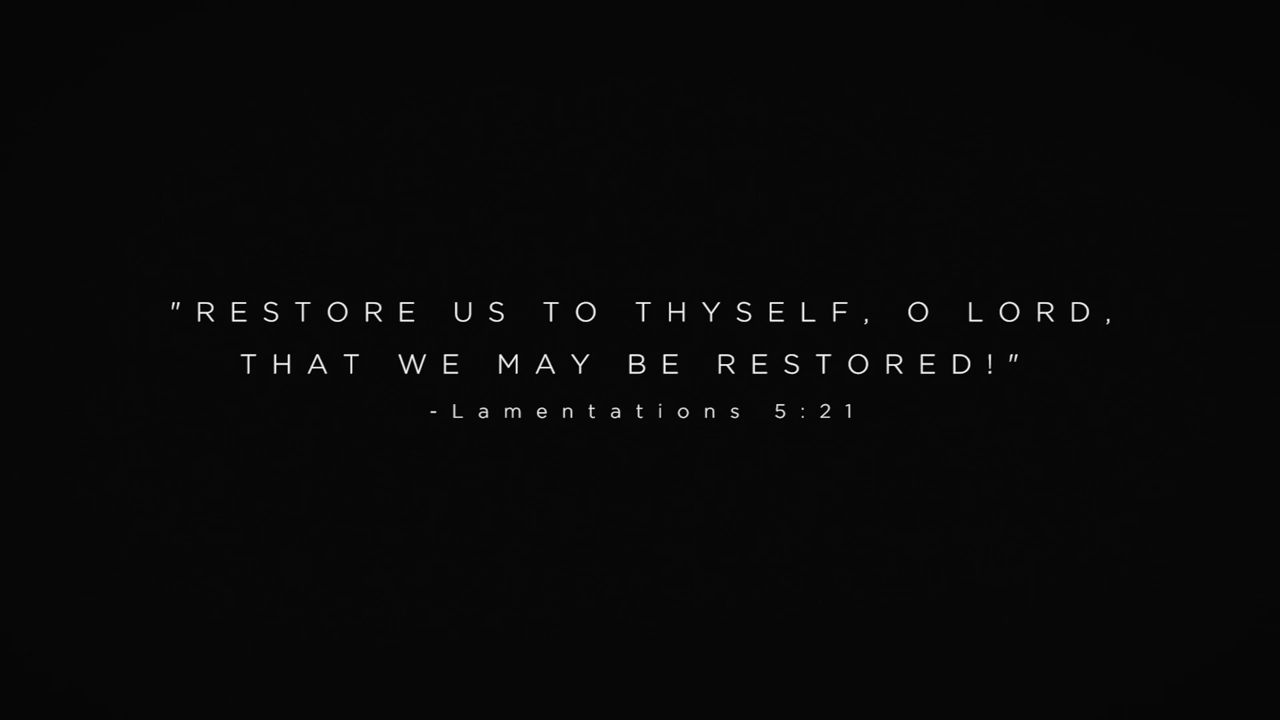 "RESTORE US TO THYSELF, O LORD,
THAT WE MAY BE RESTORED!"
-Lamentations 5:21